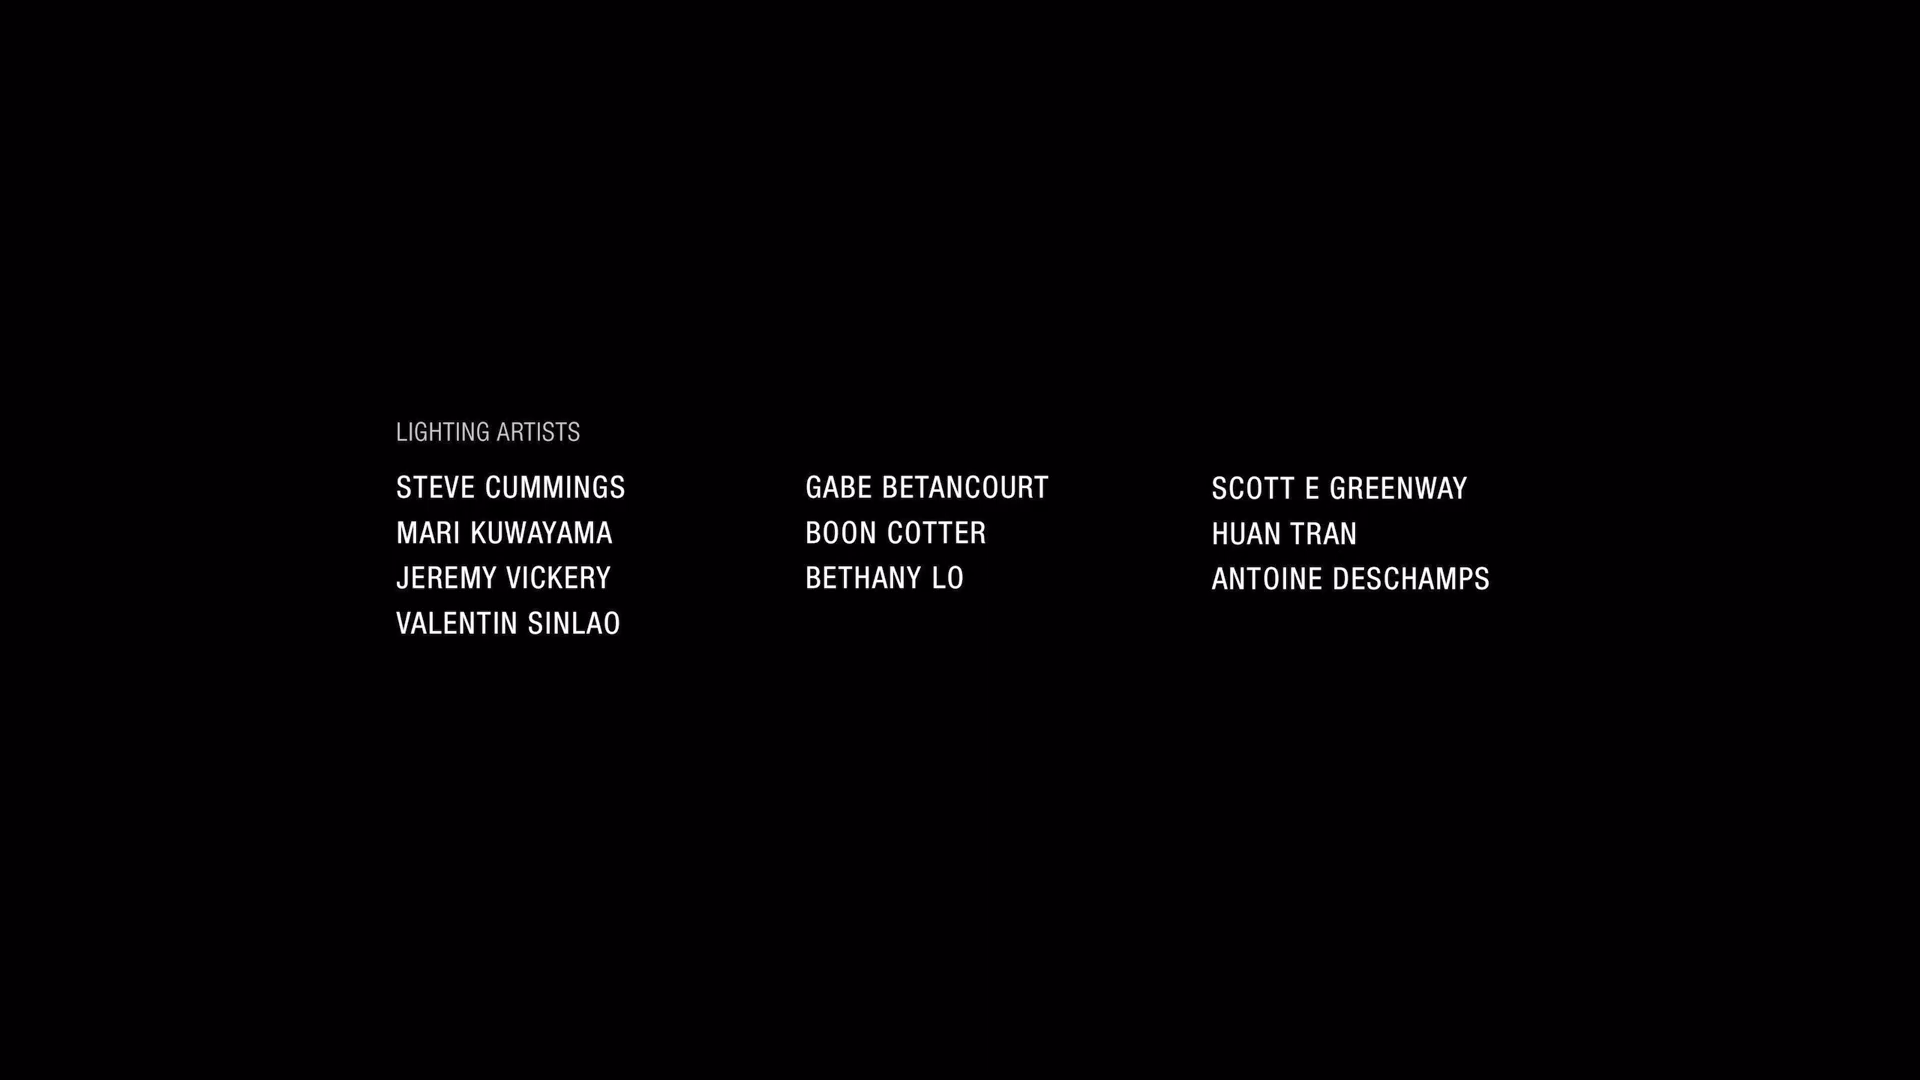 LIGHTING ARTISTS
STEVE CUMMINGS
MARI KUWAYAMA
JEREMY VICKERY
VALENTIN SINLAO
GABE BETANCOURT
BOON COTTER
BETHANY LO
SCOTT E GREENWAY
HUAN TRAN
ANTOINE DESCHAMPS